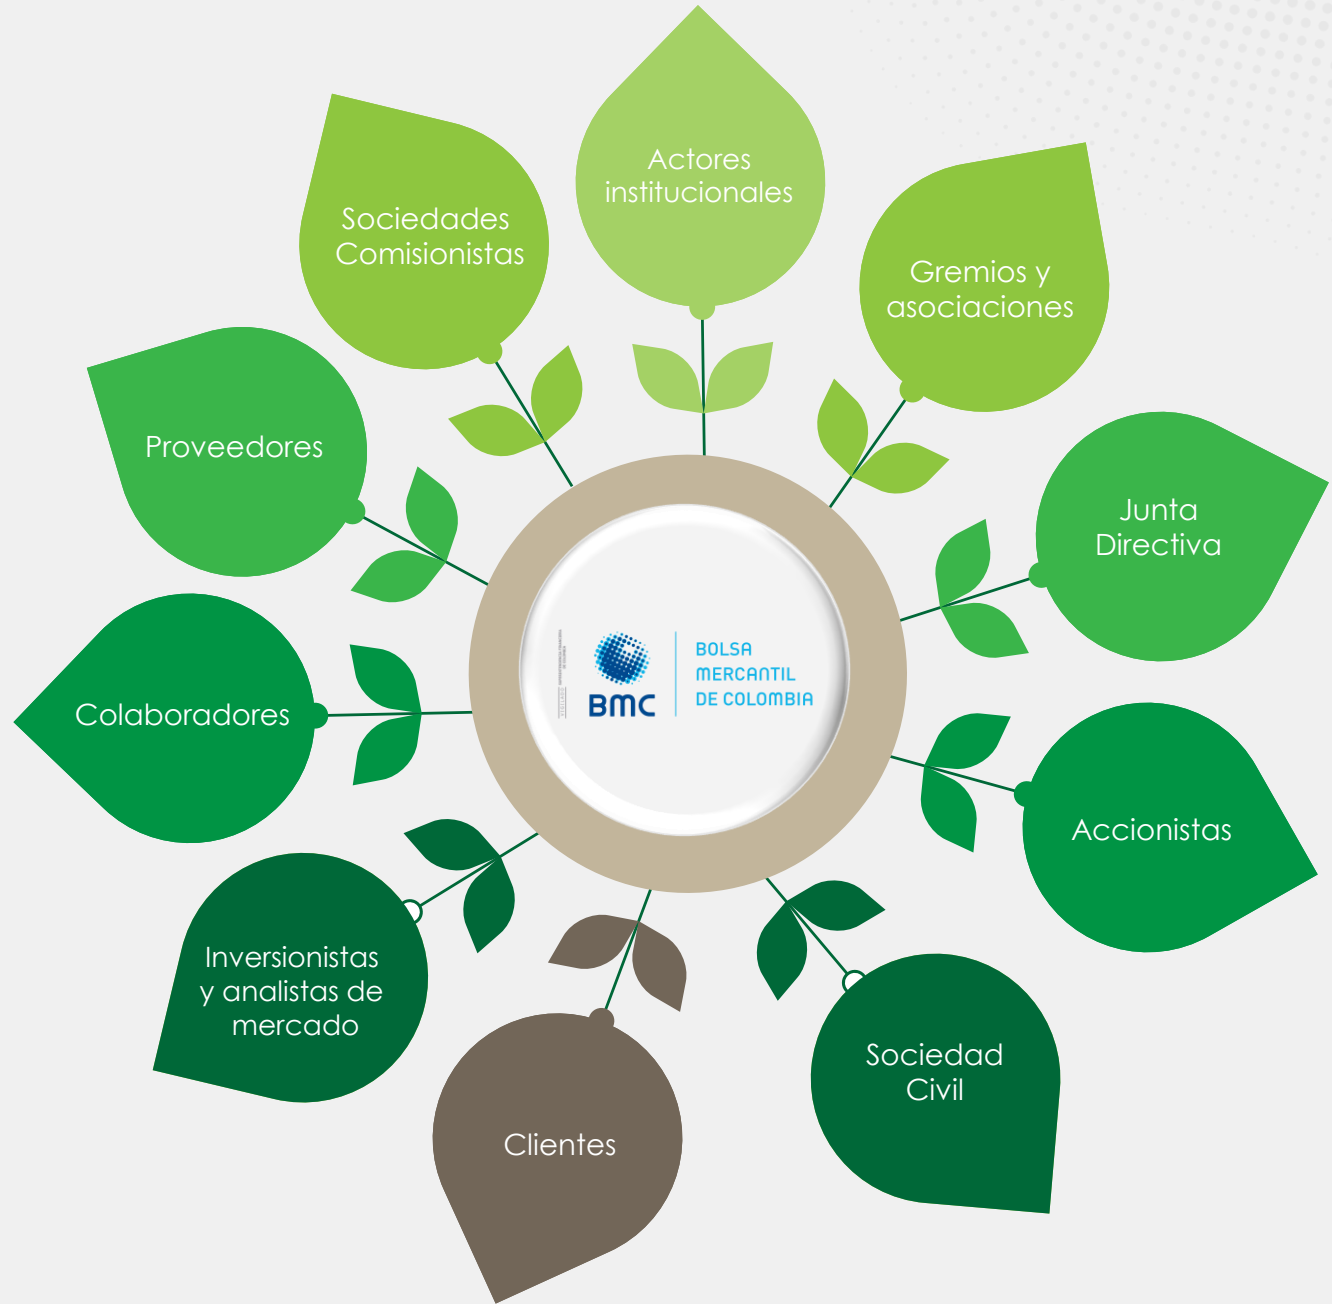 Actores
institucionales
Gremios y
asociaciones
Junta
Directiva
Accionistas
Sociedad
Civil
Clientes
Inversionistas
y analistas de
mercado
Colaboradores
Proveedores
Sociedades
Comisionistas
BMC
BOLSA
MERCANTIL
DE COLOMBIA